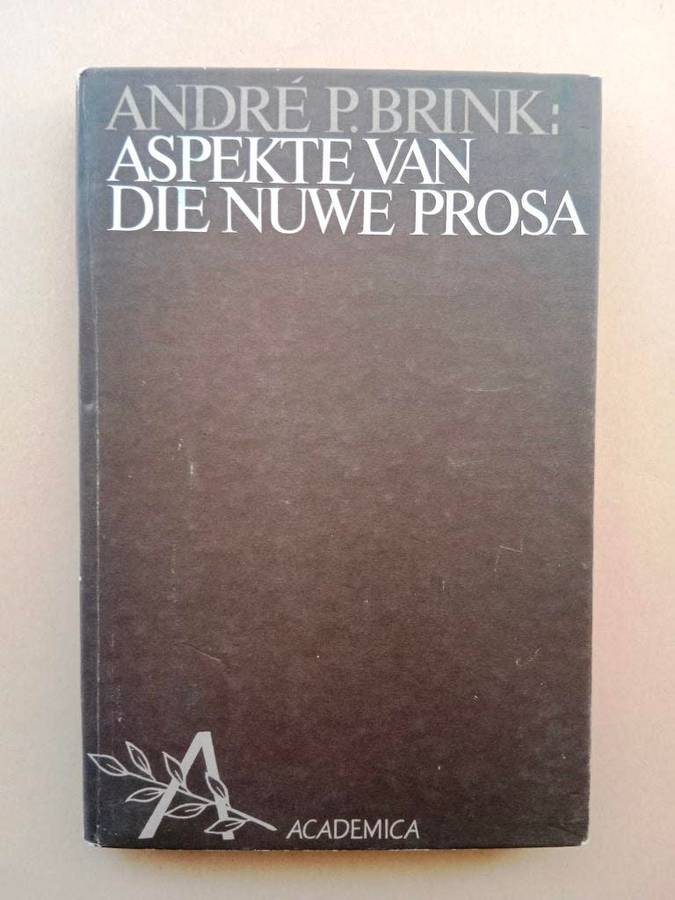 ANDRÉ P. BRINK:
ASPEKTE VAN
DIE NUWE PROSA
A
ACADEMICA